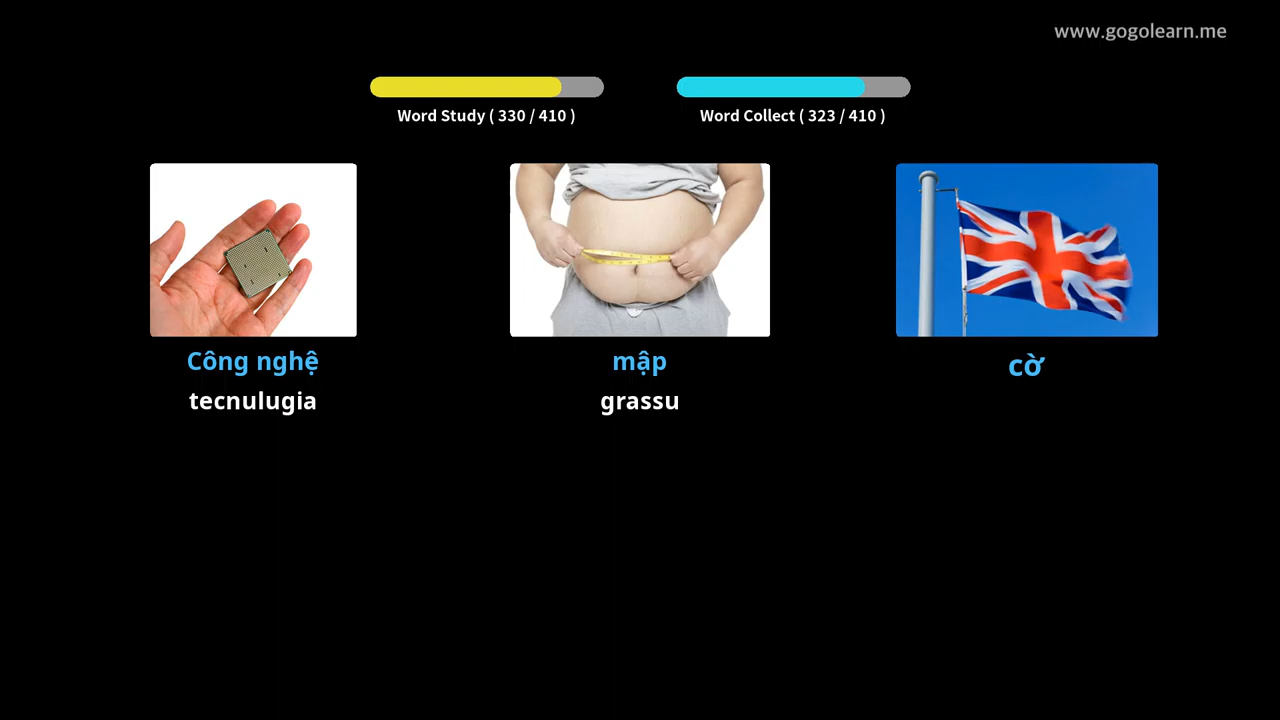 www.gogolearn.me
Word Study ( 330 / 410 )
Word Collect ( 323 / 410 )
Công nghệ
tecnulugia
mập
grassu
cờ